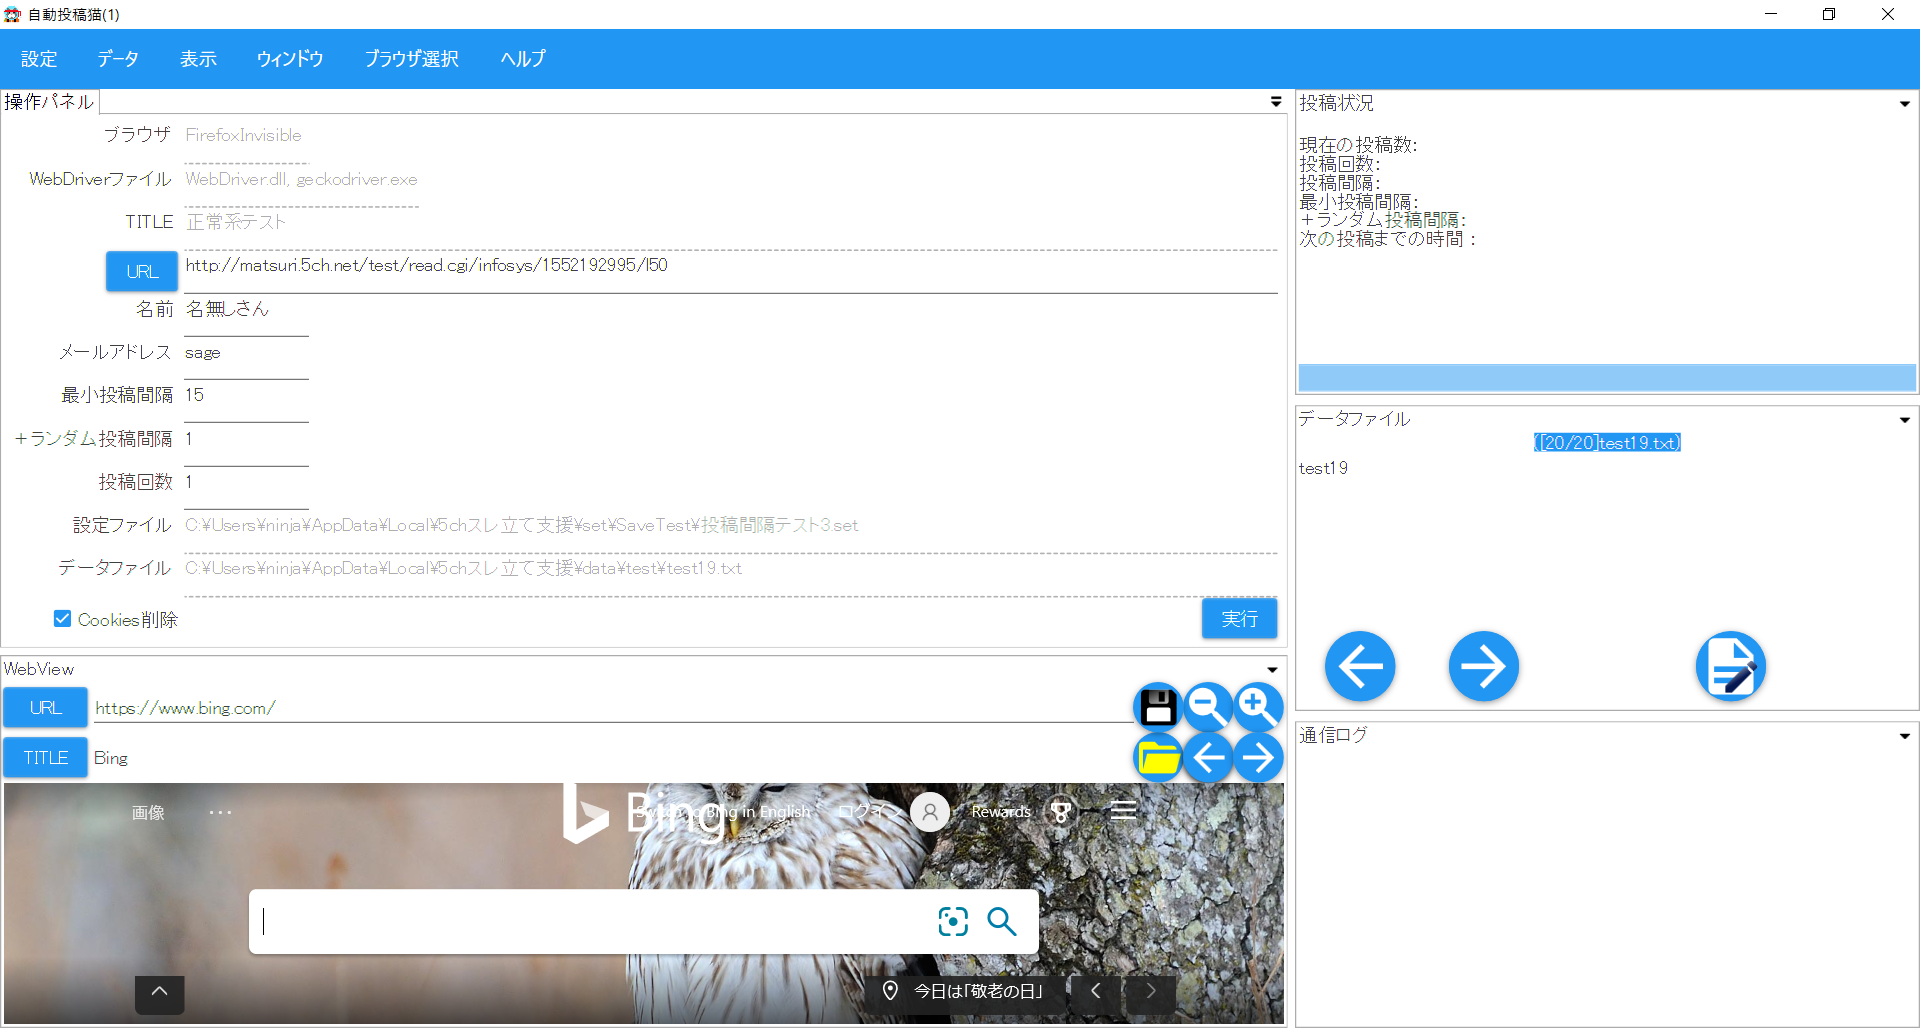 自動投稿猫(1)
設定 データ 表示 ウィンドウ ブラウザ選択 ヘルプ
操作パネル
ブラウザ FirefoxInvisible
WebDriverファイル WebDriver.dll, geckodriver.exe
TITLE 正常系テスト
URL http://matsuri.5ch.net/test/read.cgi/infosys/1552192995/l50
名前 名無しさん
メールアドレス sage
最小投稿間隔 15
+ランダム投稿間隔 1
投稿回数 1
設定ファイル C:¥Users¥ninja¥AppData¥Local¥5chスレ立て支援¥set¥SaveTest¥投稿間隔テスト3.set
データファイル C:¥Users¥ninja¥AppData¥Local¥5chスレ立て支援¥data¥test¥test19.txt
Cookies削除 実行
WebView
URL https://www.bing.com/
TITLE Bing
画像 ... Bing Switch to Bing in English ログイン Rewards
今日は「敬老の日」
投稿状況
現在の投稿数:
投稿回数:
投稿間隔:
最小投稿間隔:
+ランダム投稿間隔:
次の投稿までの時間:
データファイル
([20/20]test19.txt)
test19
通信ログ